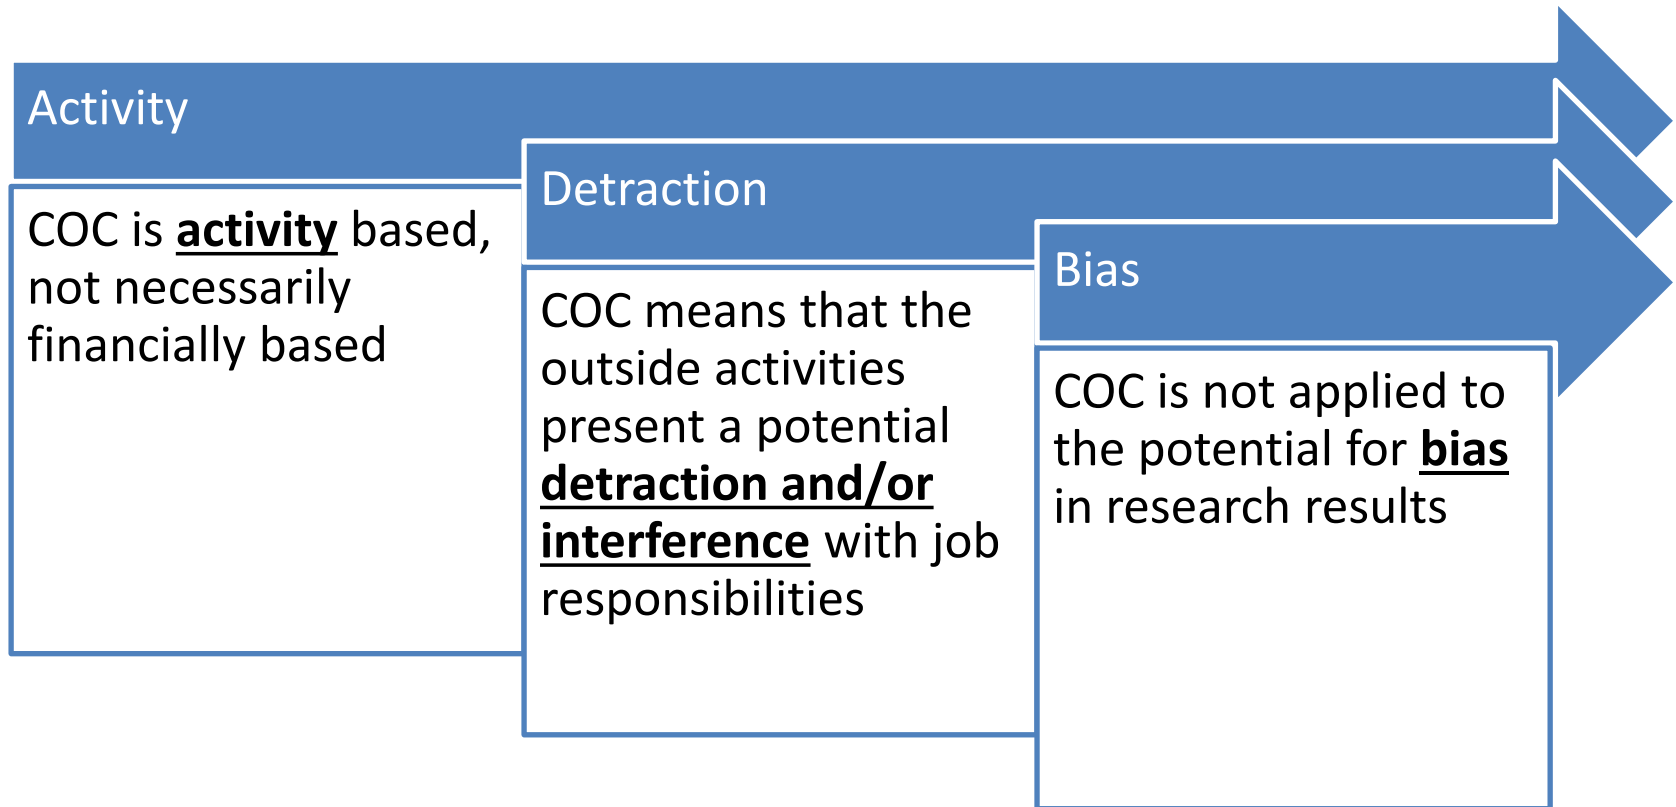 Activity
COC is activity based,
not necessarily
financially based
Detraction
COC means that the
outside activities
present a potential
detraction and/or
interference with job
responsibilities
Bias
COC is not applied to
the potential for bias
in research results